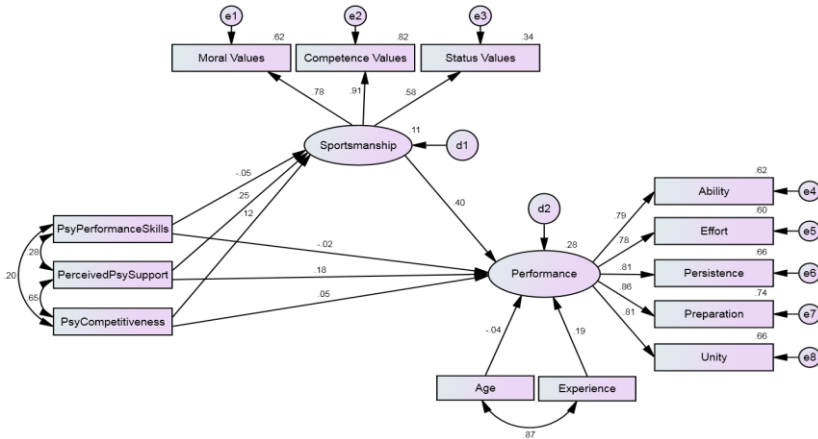 e1 e2 e3
.62 .82 .34
Moral Values Competence Values Status Values
.78 .91 .58
.11
Sportsmanship d1
-.05
.25
.12
.40
PsyPerformanceSkills
.28
.20
PerceivedPsySupport
.65
PsyCompetitiveness
-.02
.18
.05
d2
.28
Performance
.79
.78
.81
.86
.81
.62
Ability e4
.60
Effort e5
.66
Persistence e6
.74
Preparation e7
.66
Unity e8
-.04 .19
Age Experience
.87